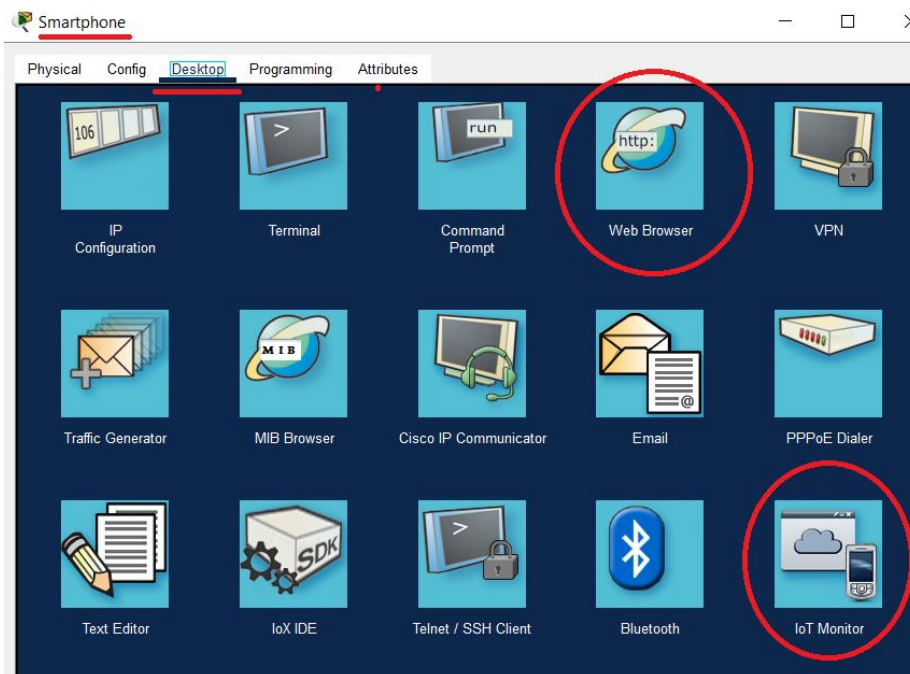 Smartphone
Physical Config Desktop Programming Attributes
106
>
run
http:
IP
Configuration
Terminal
Command
Prompt
Web Browser
VPN
MIB
@
Traffic Generator
MIB Browser
Cisco IP Communicator
Email
PPPoE Dialer
SDK
>
Text Editor
IoX IDE
Telnet / SSH Client
Bluetooth
IoT Monitor